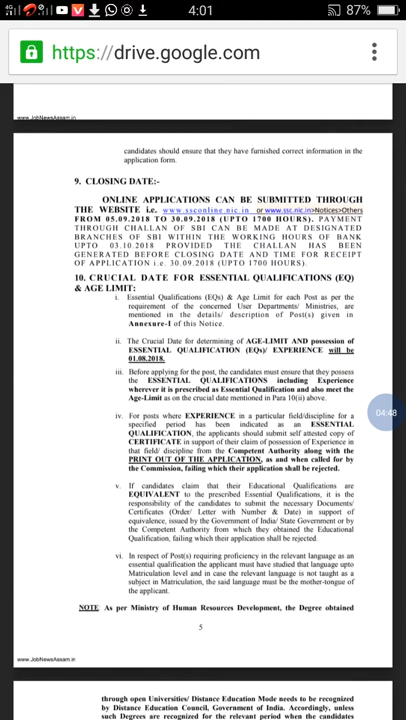 4G
4:01
87%
https://drive.google.com
www.JobNewsAssam.in
candidates should ensure that they have furnished correct information in the
application form.
9. CLOSING DATE:-
ONLINE APPLICATIONS CAN BE SUBMITTED THROUGH
THE WEBSITE i.e. www.ssconline.nic.in or www.ssc.nic.in>Notices>Others
FROM 05.09.2018 TO 30.09.2018 (UPTO 1700 HOURS). PAYMENT
THROUGH CHALLAN OF SBI CAN BE MADE AT DESIGNATED
BRANCHES OF SBI WITHIN THE WORKING HOURS OF BANK
UPTO 03.10.2018 PROVIDED THE CHALLAN HAS BEEN
GENERATED BEFORE CLOSING DATE AND TIME FOR RECEIPT
OF APPLICATION i.e. 30.09.2018 (UPTO 1700 HOURS).
10. CRUCIAL DATE FOR ESSENTIAL QUALIFICATIONS (EQ)
& AGE LIMIT:
i. Essential Qualifications (EQs) & Age Limit for each Post as per the
requirement of the concerned User Departments/ Ministries, are
mentioned in the details/ description of Post(s) given in
Annexure-I of this Notice.
ii. The Crucial Date for determining of AGE-LIMIT AND possession of
ESSENTIAL QUALIFICATION (EQs)/ EXPERIENCE will be
01.08.2018.
iii. Before applying for the post, the candidates must ensure that they possess
the ESSENTIAL QUALIFICATIONS including Experience
wherever it is prescribed as Essential Qualification and also meet the
Age-Limit as on the crucial date mentioned in Para 10(ii) above.
iv. For posts where EXPERIENCE in a particular field/discipline for a
specified period has been indicated as an ESSENTIAL
QUALIFICATION, the applicants should submit self attested copy of
CERTIFICATE in support of their claim of possession of Experience in
that field/ discipline from the Competent Authority along with the
PRINT OUT OF THE APPLICATION, as and when called for by
the Commission, failing which their application shall be rejected.
04:48
v. If candidates claim that their Educational Qualifications are
EQUIVALENT to the prescribed Essential Qualifications, it is the
responsibility of the candidates to submit the necessary Documents/
Certificates (Order/ Letter with Number & Date) in support of
equivalence, issued by the Government of India/ State Government or by
the Competent Authority from which they obtained the Educational
Qualification, failing which their application shall be rejected.
vi. In respect of Post(s) requiring proficiency in the relevant language as an
essential qualification the applicant must have studied that language upto
Matriculation level and in case the relevant language is not taught as a
subject in Matriculation, the said language must be the mother-tongue of
the applicant.
NOTE As per Ministry of Human Resources Development, the Degree obtained
5
www.JobNewsAssam.in
through open Universities/ Distance Education Mode needs to be recognized
by Distance Education Council, Government of India. Accordingly, unless
such Degrees are recognized for the relevant period when the candidates